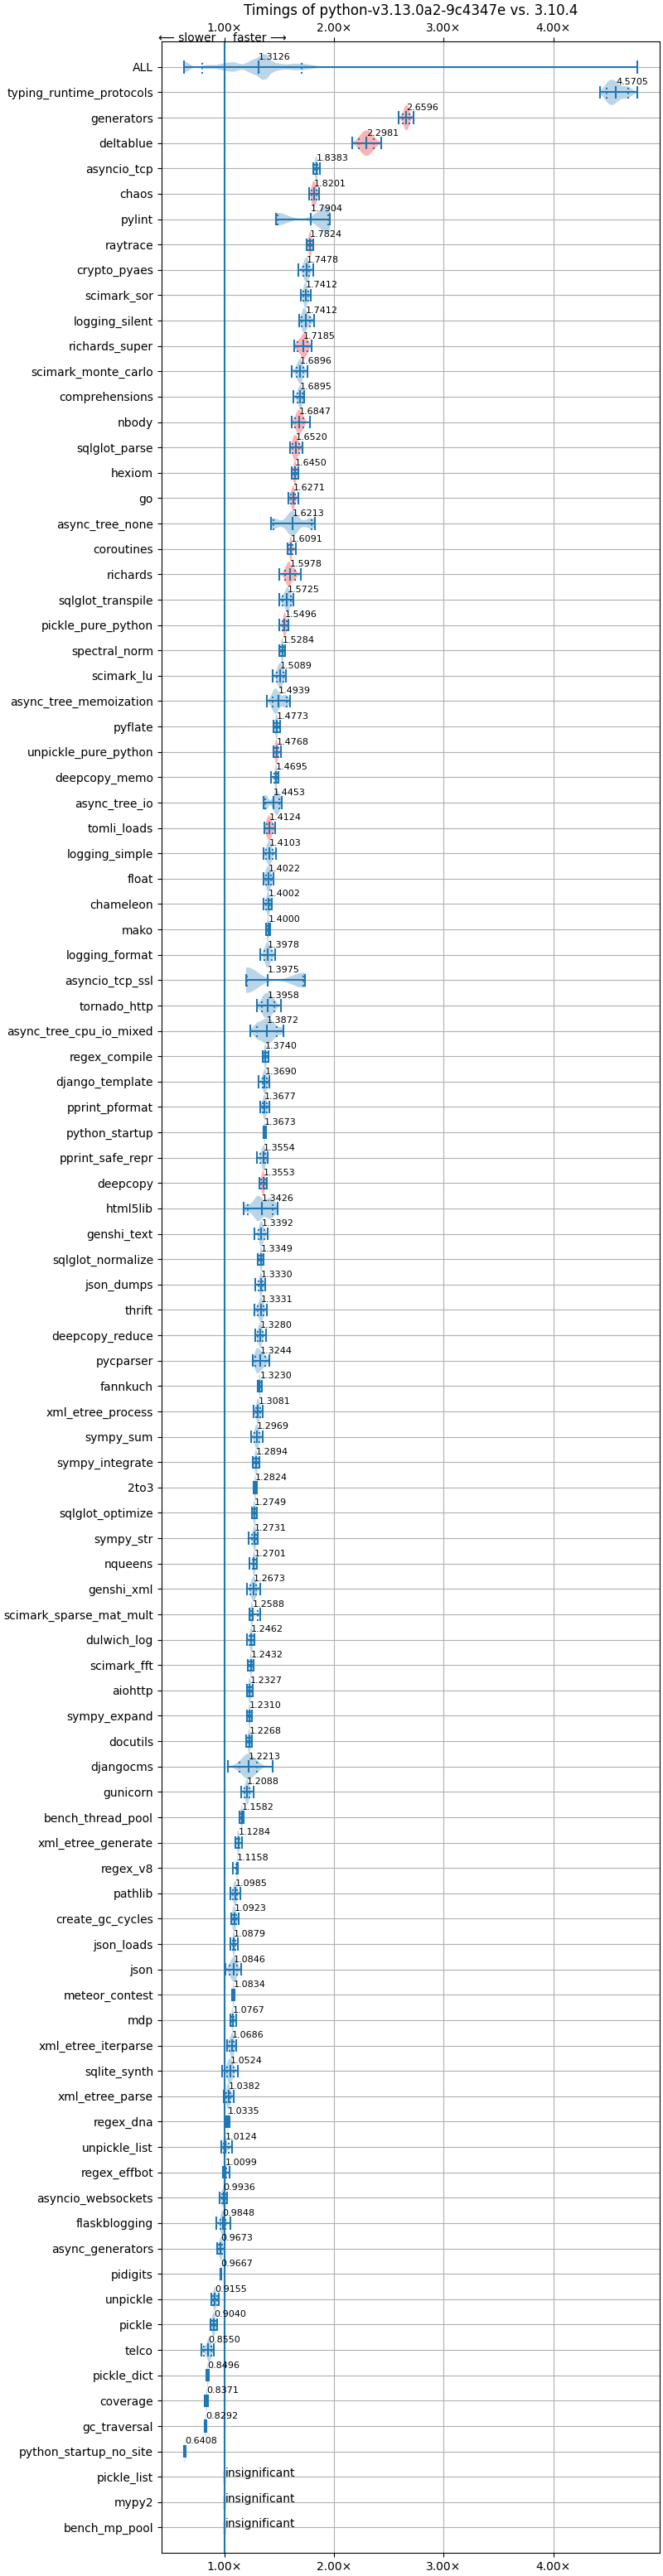 Timings of python-v3.13.0a2-9c4347e vs. 3.10.4
1.00× 2.00× 3.00× 4.00×
⟵ slower faster ⟶
ALL 1.3126
typing_runtime_protocols 4.5705
generators 2.6596
deltablue 2.2981
asyncio_tcp 1.8383
chaos 1.8201
pylint 1.7904
raytrace 1.7824
crypto_pyaes 1.7478
scimark_sor 1.7412
logging_silent 1.7412
richards_super 1.7185
scimark_monte_carlo 1.6896
comprehensions 1.6895
nbody 1.6847
sqlglot_parse 1.6520
hexiom 1.6450
go 1.6271
async_tree_none 1.6213
coroutines 1.6091
richards 1.5978
sqlglot_transpile 1.5725
pickle_pure_python 1.5496
spectral_norm 1.5284
scimark_lu 1.5089
async_tree_memoization 1.4939
pyflate 1.4773
unpickle_pure_python 1.4768
deepcopy_memo 1.4695
async_tree_io 1.4453
tomli_loads 1.4124
logging_simple 1.4103
float 1.4022
chameleon 1.4002
mako 1.4000
logging_format 1.3978
asyncio_tcp_ssl 1.3975
tornado_http 1.3958
async_tree_cpu_io_mixed 1.3872
regex_compile 1.3740
django_template 1.3690
pprint_pformat 1.3677
python_startup 1.3673
pprint_safe_repr 1.3554
deepcopy 1.3553
html5lib 1.3426
genshi_text 1.3392
sqlglot_normalize 1.3349
json_dumps 1.3330
thrift 1.3331
deepcopy_reduce 1.3280
pycparser 1.3244
fannkuch 1.3230
xml_etree_process 1.3081
sympy_sum 1.2969
sympy_integrate 1.2894
2to3 1.2824
sqlglot_optimize 1.2749
sympy_str 1.2731
nqueens 1.2701
genshi_xml 1.2673
scimark_sparse_mat_mult 1.2588
dulwich_log 1.2462
scimark_fft 1.2432
aiohttp 1.2327
sympy_expand 1.2310
docutils 1.2268
djangocms 1.2213
gunicorn 1.2088
bench_thread_pool 1.1582
xml_etree_generate 1.1284
regex_v8 1.1158
pathlib 1.0985
create_gc_cycles 1.0923
json_loads 1.0879
json 1.0846
meteor_contest 1.0834
mdp 1.0767
xml_etree_iterparse 1.0686
sqlite_synth 1.0524
xml_etree_parse 1.0382
regex_dna 1.0335
unpickle_list 1.0124
regex_effbot 1.0099
asyncio_websockets 0.9936
flaskblogging 0.9848
async_generators 0.9673
pidigits 0.9667
unpickle 0.9155
pickle 0.9040
telco 0.8550
pickle_dict 0.8496
coverage 0.8371
gc_traversal 0.8292
python_startup_no_site 0.6408
pickle_list insignificant
mypy2 insignificant
bench_mp_pool insignificant
1.00× 2.00× 3.00× 4.00×